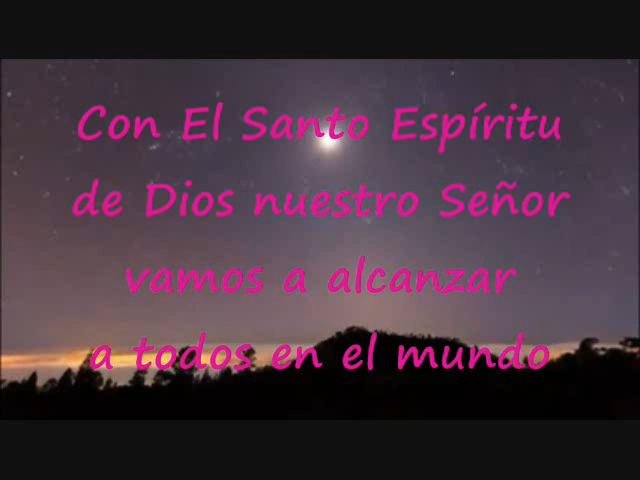 Con El Santo Espíritu
de Dios nuestro Señor
vamos a alcanzar
a todos en el mundo